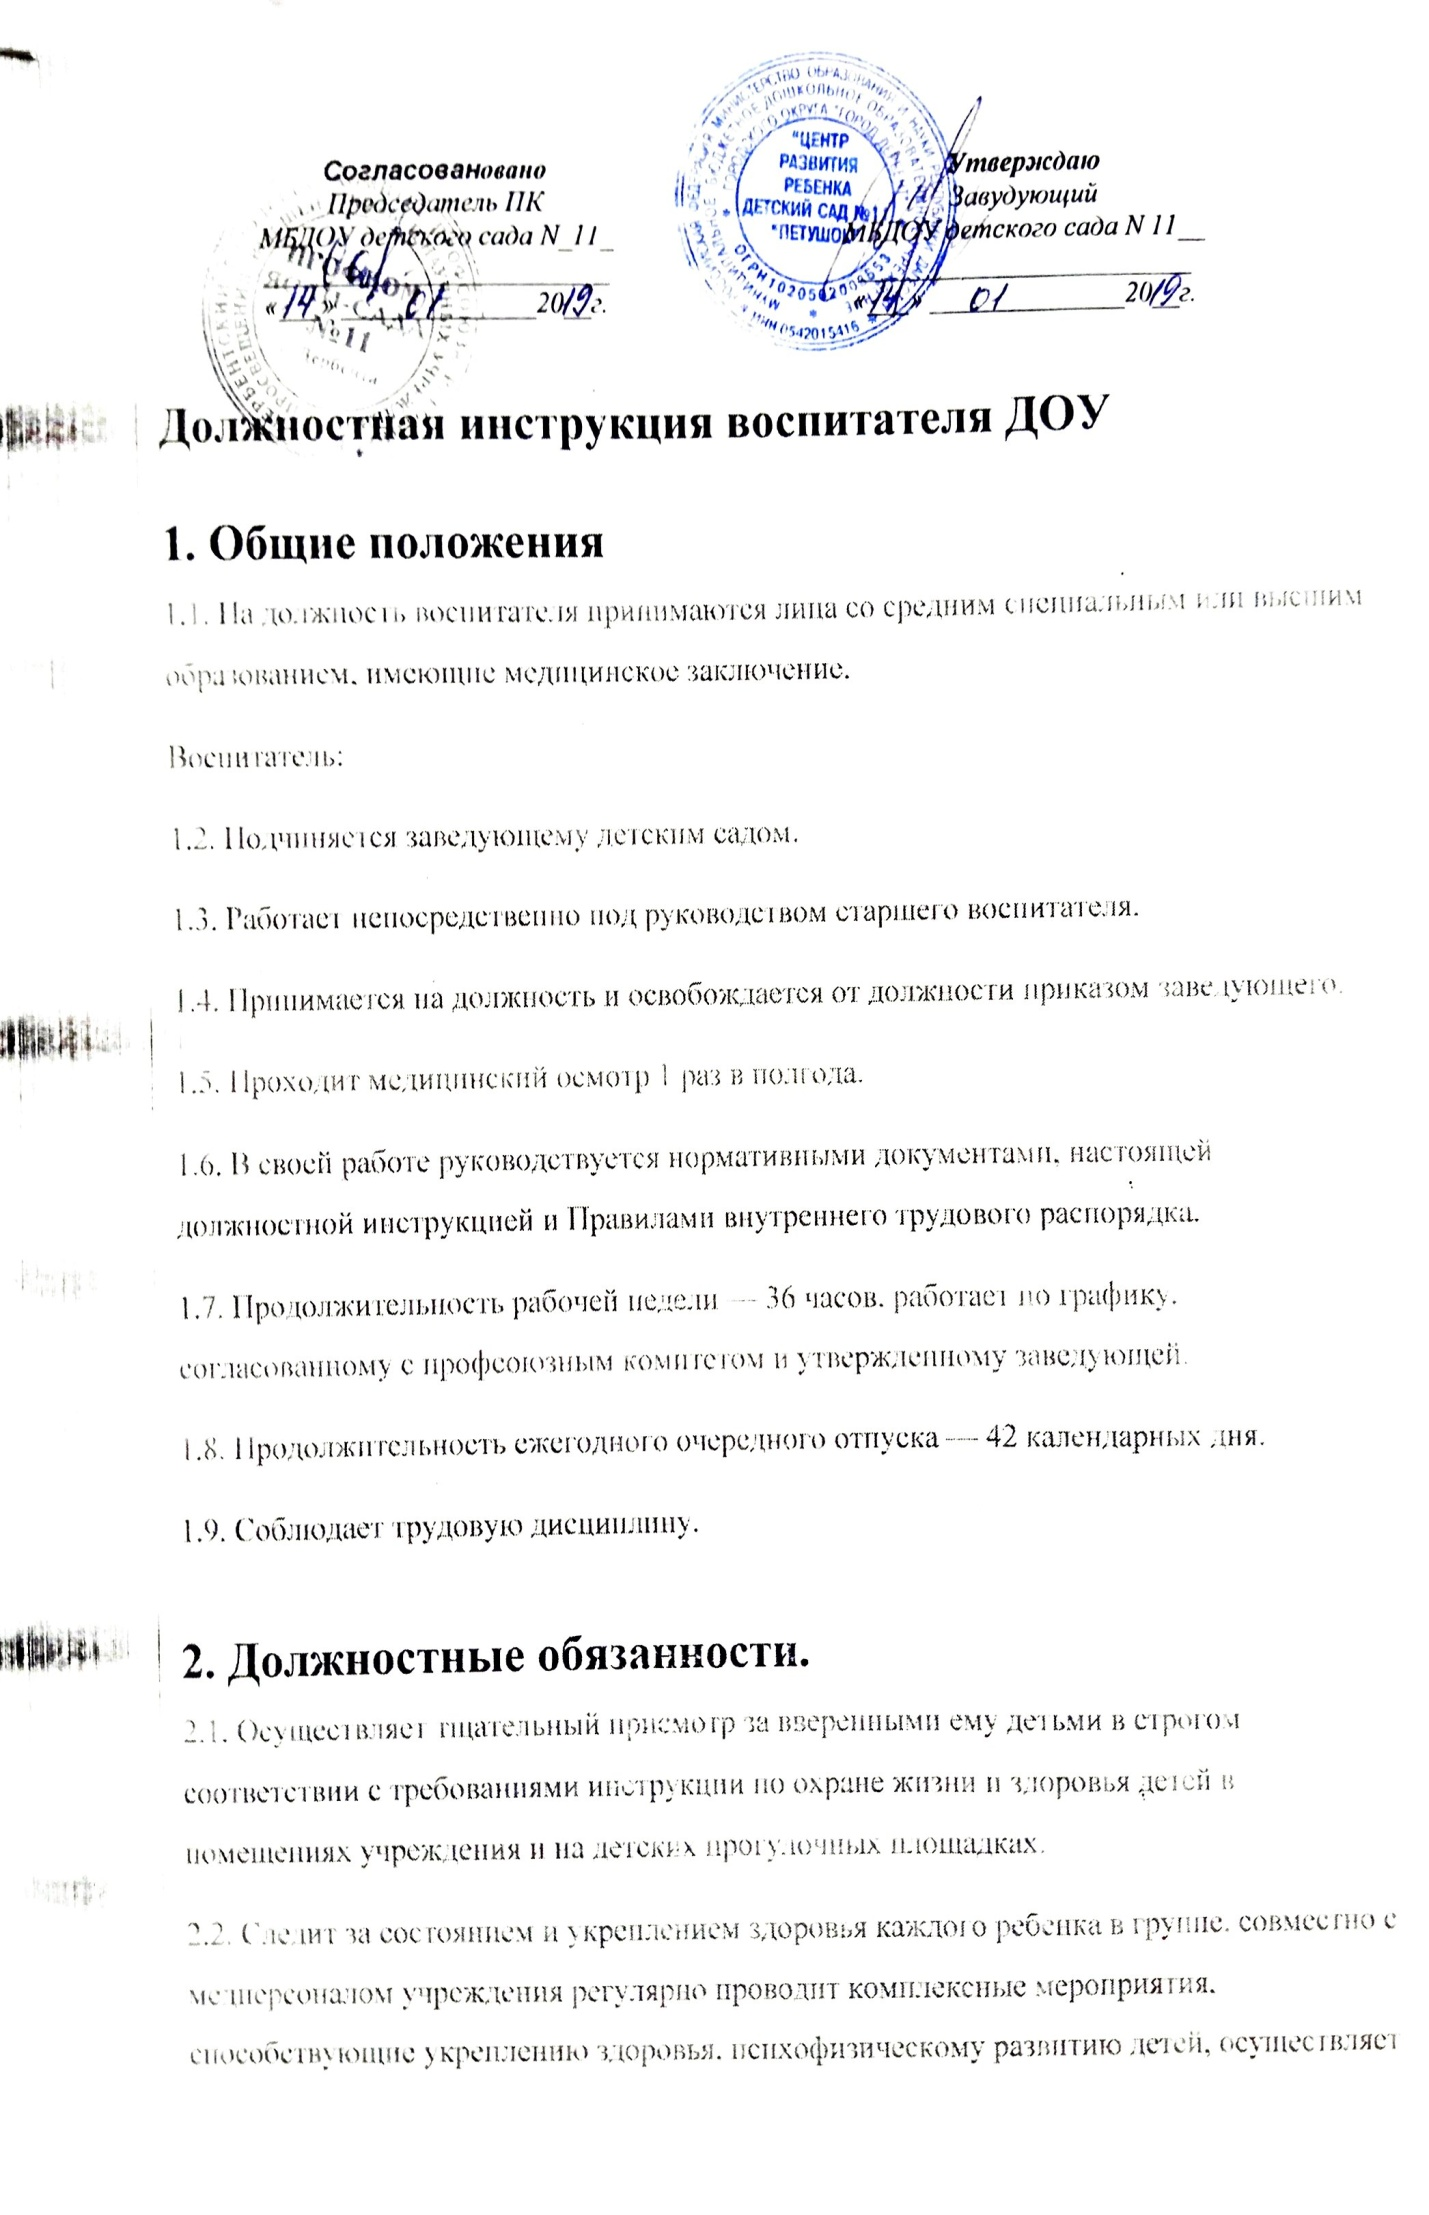 Согласовановано
Председатель ПК
МБДОУ детского сада N_11_
«14» 01 2019г.
"ЦЕНТР
РАЗВИТИЯ
РЕБЕНКА
ДЕТСКИЙ САД №11
"ПЕТУШОК"
Утверждаю
Завудующий
МБДОУ детского сада N 11__
«14» 01 2019г.
№11
Должностная инструкция воспитателя ДОУ
1. Общие положения
1.1. На должность воспитателя принимаются лица со средним специальным или высшим
образованием, имеющие медицинское заключение.
Воспитатель:
1.2. Подчиняется заведующему детским садом.
1.3. Работает непосредственно под руководством старшего воспитателя.
1.4. Принимается на должность и освобождается от должности приказом заведующего.
1.5. Проходит медицинский осмотр 1 раз в полгода.
1.6. В своей работе руководствуется нормативными документами, настоящей
должностной инструкцией и Правилами внутреннего трудового распорядка.
1.7. Продолжительность рабочей недели — 36 часов, работает по графику,
согласованному с профсоюзным комитетом и утвержденному заведующей.
1.8. Продолжительность ежегодного очередного отпуска — 42 календарных дня.
1.9. Соблюдает трудовую дисциплину.
2. Должностные обязанности.
2.1. Осуществляет тщательный присмотр за вверенными ему детьми в строгом
соответствии с требованиями инструкции по охране жизни и здоровья детей в
помещениях учреждения и на детских прогулочных площадках.
2.2. Следит за состоянием и укреплением здоровья каждого ребенка в группе, совместно с
медперсоналом учреждения регулярно проводит комплексные мероприятия,
способствующие укреплению здоровья, психофизическому развитию детей, осуществляет